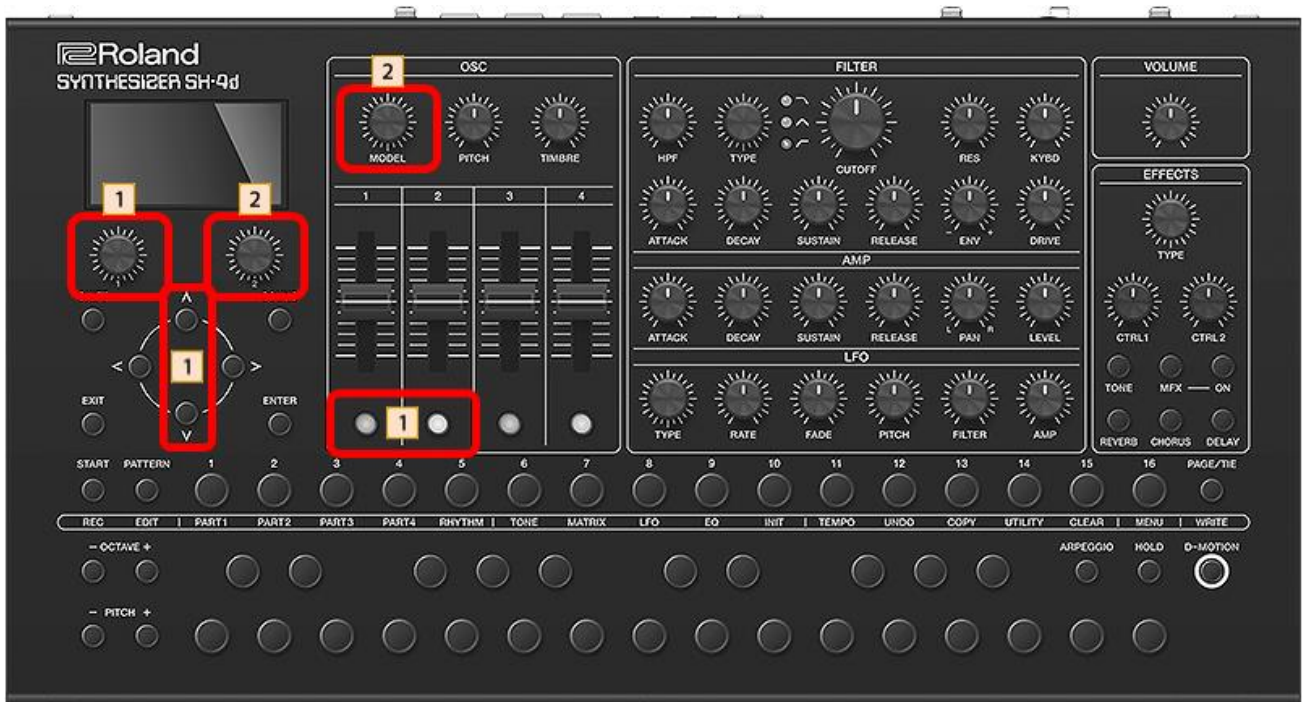 Roland
SYNTHESIZER SH-4d
OSC
FILTER
VOLUME
2
MODEL
PITCH
TIMBRE
HPF
TYPE
CUTOFF
RES
KYBD
1
2
1 2 3 4
ATTACK
DECAY
SUSTAIN
RELEASE
- ENV +
DRIVE
EFFECTS
TYPE
1
2
AMP
ATTACK
DECAY
SUSTAIN
RELEASE
L PAN R
LEVEL
CTRL1
CTRL2
1
LFO
TYPE
RATE
FADE
PITCH
FILTER
AMP
TONE
MFX
ON
EXIT
ENTER
1
REVERB
CHORUS
DELAY
START
PATTERN
1 2 3 4 5 6 7 8 9 10 11 12 13 14 15 16
PAGE/TIE
REC EDIT | PART1 PART2 PART3 PART4 RHYTHM | TONE MATRIX LFO EQ INIT | TEMPO UNDO COPY UTILITY CLEAR | MENU | WRITE
- OCTAVE +
ARPEGGIO
HOLD
D-MOTION
- PITCH +